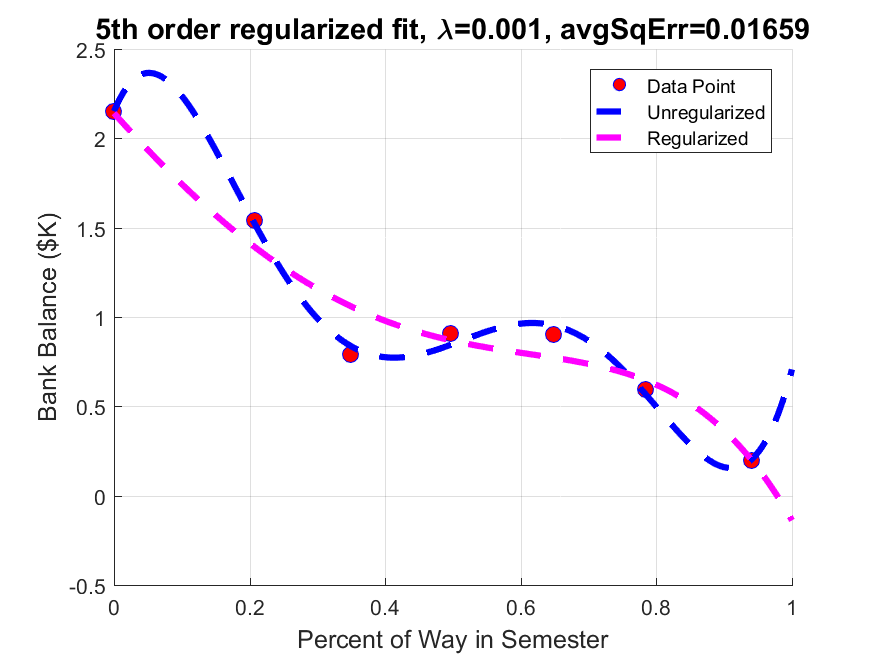 5th order regularized fit, λ=0.001, avgSqErr=0.01659
2.5
2
1.5
1
0.5
0
-0.5
Bank Balance ($K)
Data Point
Unregularized
Regularized
0 0.2 0.4 0.6 0.8 1
Percent of Way in Semester